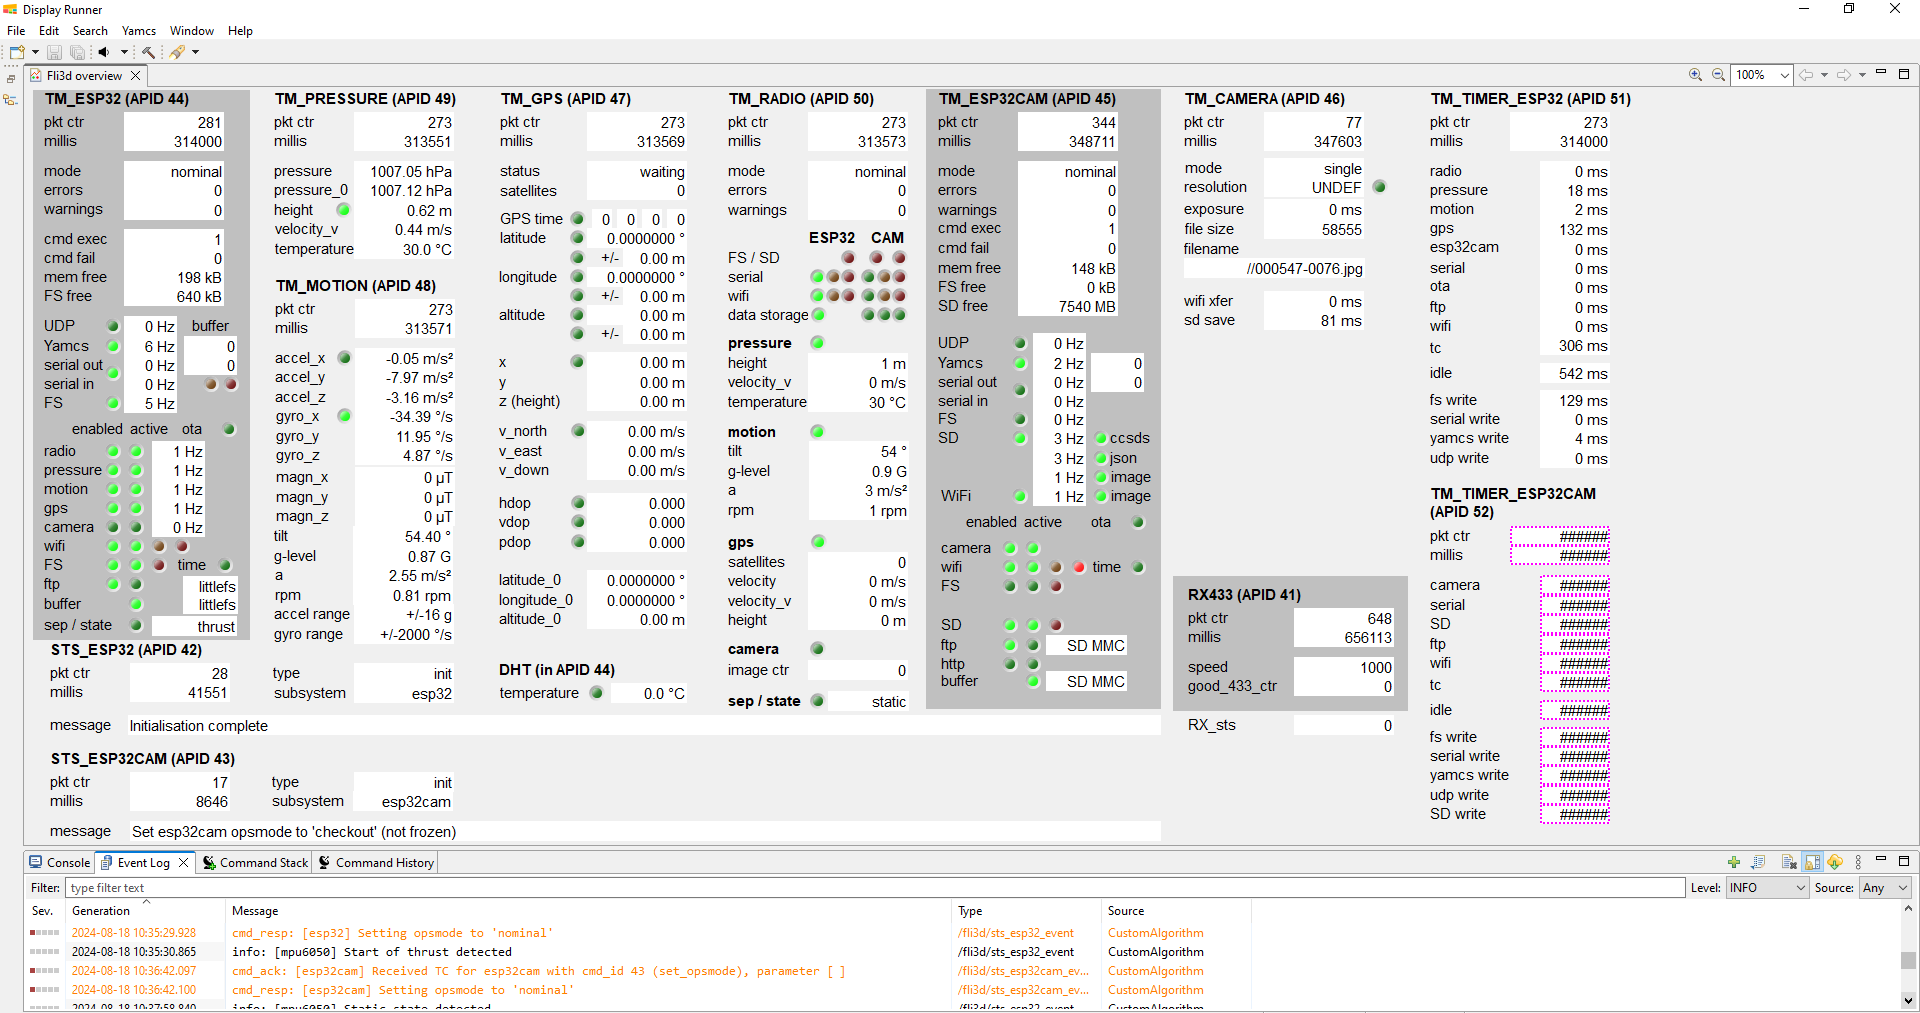 Display Runner
File Edit Search Yamcs Window Help
Fli3d overview
100%
TM_ESP32 (APID 44)
pkt ctr 281
millis 314000
mode nominal
errors 0
warnings 0
cmd exec 1
cmd fail 0
mem free 198 kB
FS free 640 kB
UDP 0 Hz buffer
Yamcs 6 Hz 0
serial out 0 Hz 0
serial in 0 Hz
FS 5 Hz
enabled active ota
radio 1 Hz
pressure 1 Hz
motion 1 Hz
gps 1 Hz
camera 0 Hz
wifi
FS time
ftp littlefs
buffer littlefs
sep / state thrust
TM_PRESSURE (APID 49)
pkt ctr 273
millis 313551
pressure 1007.05 hPa
pressure_0 1007.12 hPa
height 0.62 m
velocity_v 0.44 m/s
temperature 30.0 °C
TM_MOTION (APID 48)
pkt ctr 273
millis 313571
accel_x -0.05 m/s²
accel_y -7.97 m/s²
accel_z -3.16 m/s²
gyro_x -34.39 °/s
gyro_y 11.95 °/s
gyro_z 4.87 °/s
magn_x 0 µT
magn_y 0 µT
magn_z 0 µT
tilt 54.40 °
g-level 0.87 G
a 2.55 m/s²
rpm 0.81 rpm
accel range +/-16 g
gyro range +/-2000 °/s
TM_GPS (APID 47)
pkt ctr 273
millis 313569
status waiting
satellites 0
GPS time 0 0 0 0
latitude 0.0000000 °
+/- 0.00 m
longitude 0.0000000 °
+/- 0.00 m
altitude 0.00 m
+/- 0.00 m
x 0.00 m
y 0.00 m
z (height) 0.00 m
v_north 0.00 m/s
v_east 0.00 m/s
v_down 0.00 m/s
hdop 0.000
vdop 0.000
pdop 0.000
latitude_0 0.0000000 °
longitude_0 0.0000000 °
altitude_0 0.00 m
DHT (in APID 44)
temperature 0.0 °C
TM_RADIO (APID 50)
pkt ctr 273
millis 313573
mode nominal
errors 0
warnings 0
ESP32 CAM
FS / SD
serial
wifi
data storage
pressure
height 1 m
velocity_v 0 m/s
temperature 30 °C
motion
tilt 54 °
g-level 0.9 G
a 3 m/s²
rpm 1 rpm
gps
satellites 0
velocity 0 m/s
velocity_v 0 m/s
height 0 m
camera
image ctr 0
sep / state static
TM_ESP32CAM (APID 45)
pkt ctr 344
millis 348711
mode nominal
errors 0
warnings 0
cmd exec 1
cmd fail 0
mem free 148 kB
FS free 0 kB
SD free 7540 MB
UDP 0 Hz
Yamcs 2 Hz 0
serial out 0 Hz 0
serial in 0 Hz
FS 0 Hz
SD 3 Hz ccsds
3 Hz json
1 Hz image
WiFi 1 Hz image
enabled active ota
camera
wifi time
FS
SD
ftp SD MMC
http
buffer SD MMC
TM_CAMERA (APID 46)
pkt ctr 77
millis 347603
mode single
resolution UNDEF
exposure 0 ms
file size 58555
filename
//000547-0076.jpg
wifi xfer 0 ms
sd save 81 ms
RX433 (APID 41)
pkt ctr 648
millis 656113
speed 1000
good_433_ctr 0
RX_sts 0
TM_TIMER_ESP32 (APID 51)
pkt ctr 273
millis 314000
radio 0 ms
pressure 18 ms
motion 2 ms
gps 132 ms
esp32cam 0 ms
serial 0 ms
ota 0 ms
ftp 0 ms
wifi 0 ms
tc 306 ms
idle 542 ms
fs write 129 ms
serial write 0 ms
yamcs write 4 ms
udp write 0 ms
TM_TIMER_ESP32CAM
(APID 52)
pkt ctr ######
millis ######
camera ######
serial ######
SD ######
ftp ######
wifi ######
tc ######
idle ######
fs write ######
serial write ######
yamcs write ######
udp write ######
SD write ######
STS_ESP32 (APID 42)
pkt ctr 28 type init
millis 41551 subsystem esp32
message Initialisation complete
STS_ESP32CAM (APID 43)
pkt ctr 17 type init
millis 8646 subsystem esp32cam
message Set esp32cam opsmode to 'checkout' (not frozen)
Console Event Log Command Stack Command History
Filter: type filter text Level: INFO Source: Any
Sev. Generation Message Type Source
2024-08-18 10:35:29.928 cmd_resp: [esp32] Setting opsmode to 'nominal' /fli3d/sts_esp32_event CustomAlgorithm
2024-08-18 10:35:30.865 info: [mpu6050] Start of thrust detected /fli3d/sts_esp32_event CustomAlgorithm
2024-08-18 10:36:42.097 cmd_ack: [esp32cam] Received TC for esp32cam with cmd_id 43 (set_opsmode), parameter [ ] /fli3d/sts_esp32cam_ev... CustomAlgorithm
2024-08-18 10:36:42.100 cmd_resp: [esp32cam] Setting opsmode to 'nominal' /fli3d/sts_esp32cam_ev... CustomAlgorithm
2024-08-18 10:37:58.840 info: [mpu6050] Static state detected /fli3d/sts_esp32_event CustomAlgorithm